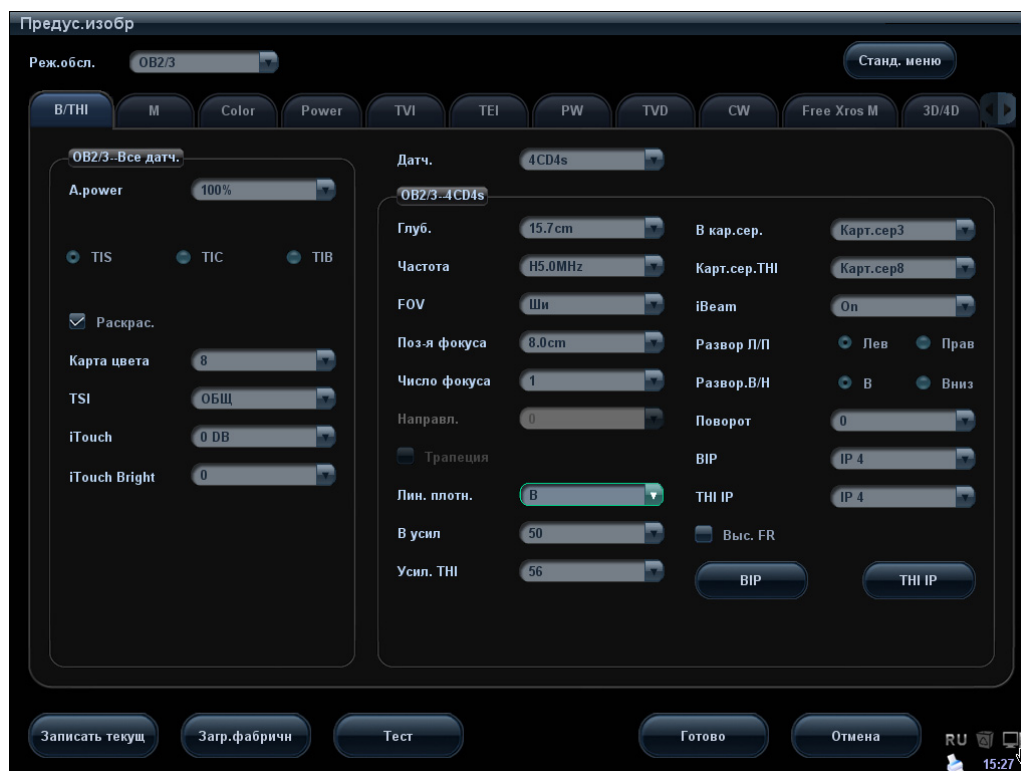 Предус.изобр
Реж.обсл. OB2/3 Станд. меню
B/THI M Color Power TVI TEI PW TVD CW Free Xros M 3D/4D
OB2/3--Все датч.
A.power 100%
TIS TIC TIB
Раскрас.
Карта цвета 8
TSI ОБЩ
iTouch 0 DB
iTouch Bright 0
Датч. 4CD4s
OB2/3--4CD4s
Глуб. 15.7cm
Частота H5.0MHz
FOV Ши
Поз-я фокуса 8.0cm
Число фокуса 1
Направл. 0
Трапеция
Лин. плотн. В
В усил 50
Усил. THI 56
В кар.сер. Карт.сер3
Карт.сер.THI Карт.сер8
iBeam On
Развор Л/П Лев Прав
Развор.В/Н В Вниз
Поворот 0
BIP IP 4
THI IP IP 4
Выс. FR
BIP THI IP
Записать текущ Загр.фабричн Тест Готово Отмена RU
15:27